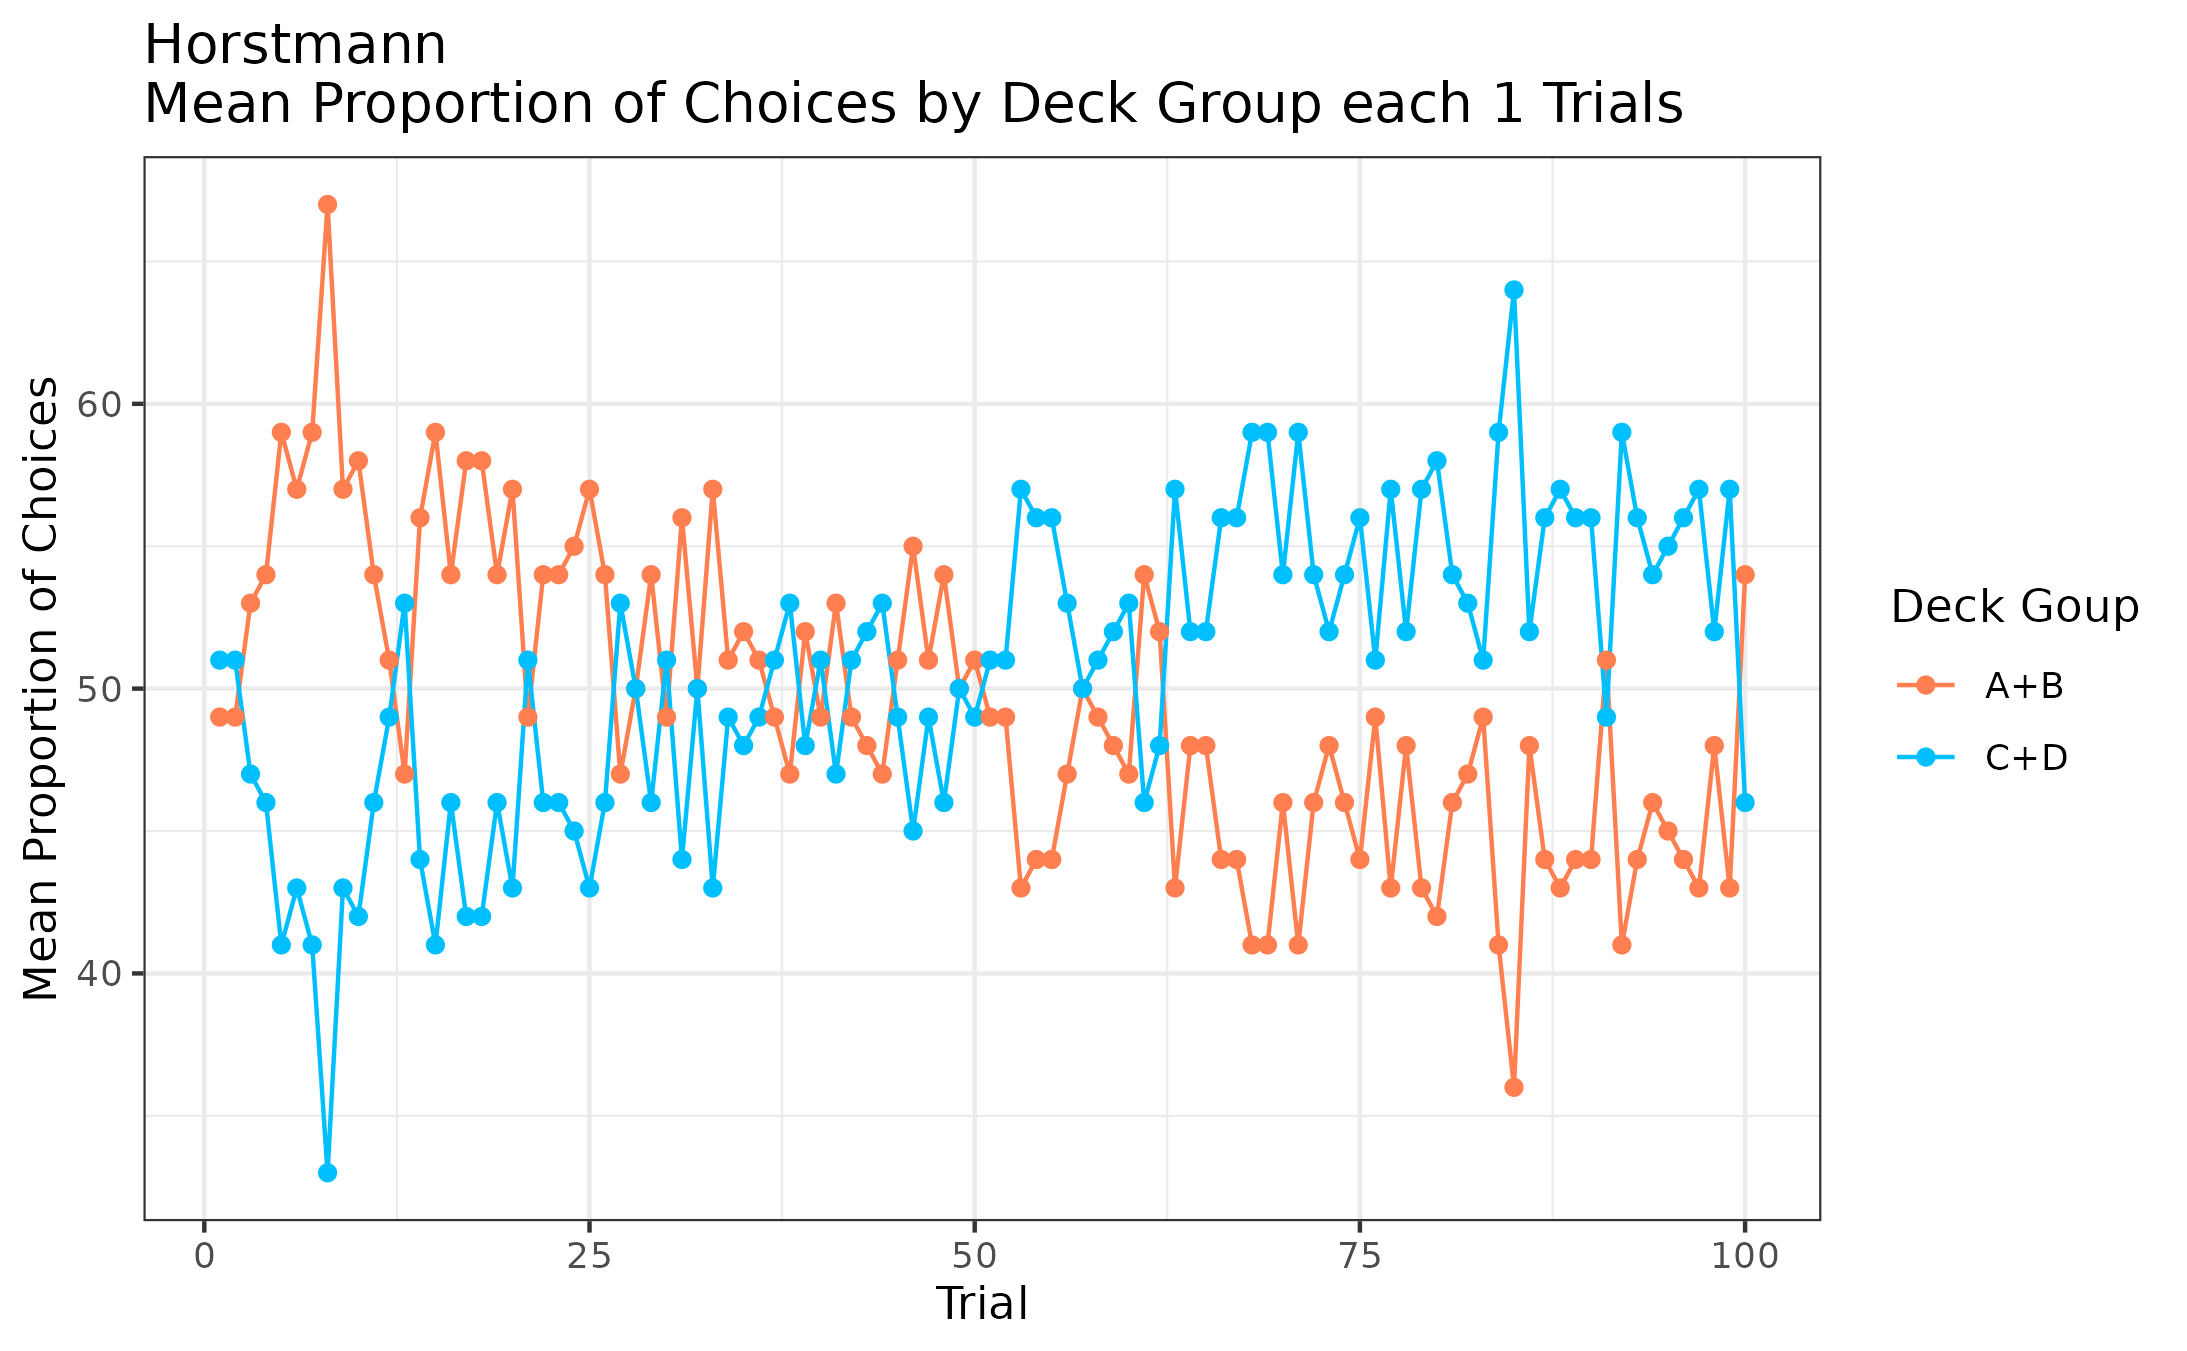 Horstmann
Mean Proportion of Choices by Deck Group each 1 Trials
Mean Proportion of Choices
60
50
40
0
25
50
75
100
Trial
Deck Goup
A+B
C+D